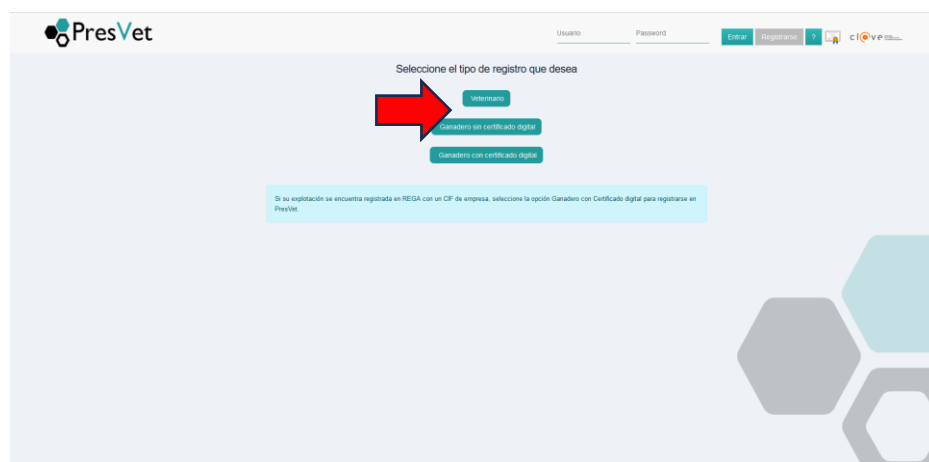 PresVet
Usuario Password Entrar Registrarse ? cl@ve
Seleccione el tipo de registro que desea
Veterinario
Ganadero sin certificado digital
Ganadero con certificado digital
Si su explotación se encuentra registrada en REGA con un CIF de empresa, seleccione la opción Ganadero con Certificado digital para registrarse en
PresVet.